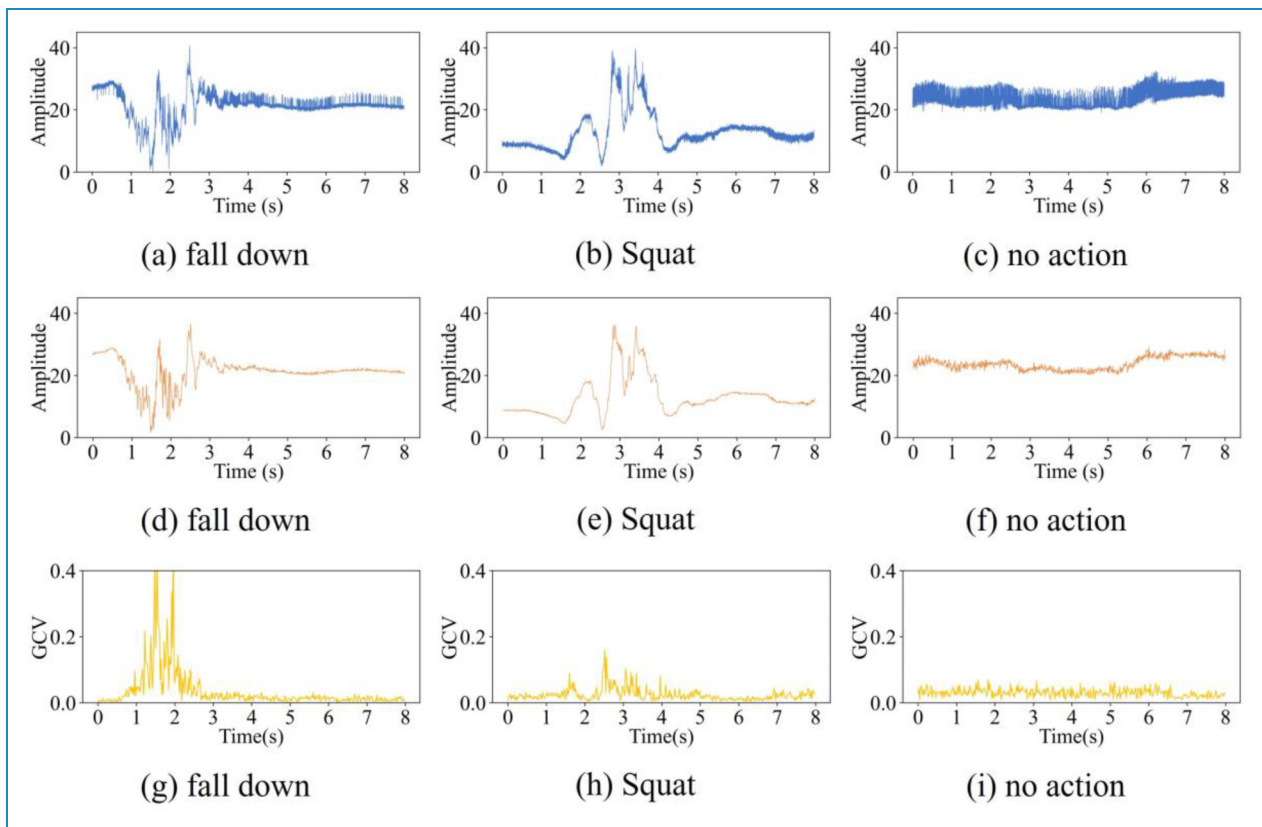 40
20
0
Amplitude
0 1 2 3 4 5 6 7 8
Time (s)
(a) fall down
40
20
0
Amplitude
0 1 2 3 4 5 6 7 8
Time (s)
(b) Squat
40
20
0
Amplitude
0 1 2 3 4 5 6 7 8
Time (s)
(c) no action
40
20
0
Amplitude
0 1 2 3 4 5 6 7 8
Time (s)
(d) fall down
40
20
0
Amplitude
0 1 2 3 4 5 6 7 8
Time (s)
(e) Squat
40
20
0
Amplitude
0 1 2 3 4 5 6 7 8
Time (s)
(f) no action
0.4
0.2
0.0
GCV
0 1 2 3 4 5 6 7 8
Time(s)
(g) fall down
0.4
0.2
0.0
GCV
0 1 2 3 4 5 6 7 8
Time(s)
(h) Squat
0.4
0.2
0.0
GCV
0 1 2 3 4 5 6 7 8
Time(s)
(i) no action